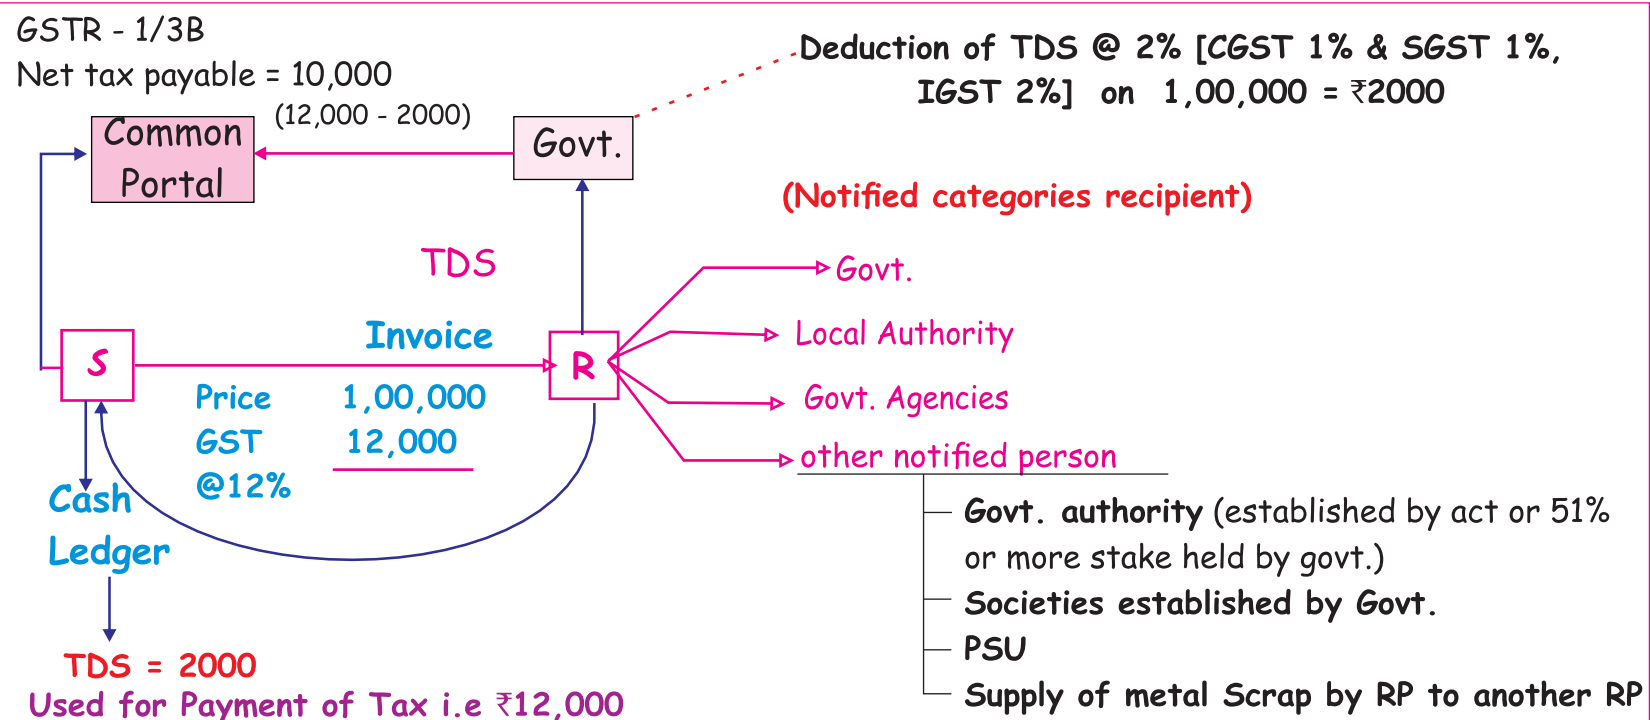 GSTR - 1/3B
Net tax payable = 10,000
(12,000 - 2000)
Common
Portal
Govt.
Deduction of TDS @ 2% [CGST 1% & SGST 1%,
IGST 2%] on 1,00,000 = ₹2000
(Notified categories recipient)
TDS
Govt.
Invoice
Local Authority
S
R
Price 1,00,000
Govt. Agencies
GST 12,000
@12%
other notified person
Cash
Ledger
Govt. authority (established by act or 51%
or more stake held by govt.)
Societies established by Govt.
PSU
TDS = 2000
Supply of metal Scrap by RP to another RP
Used for Payment of Tax i.e ₹12,000